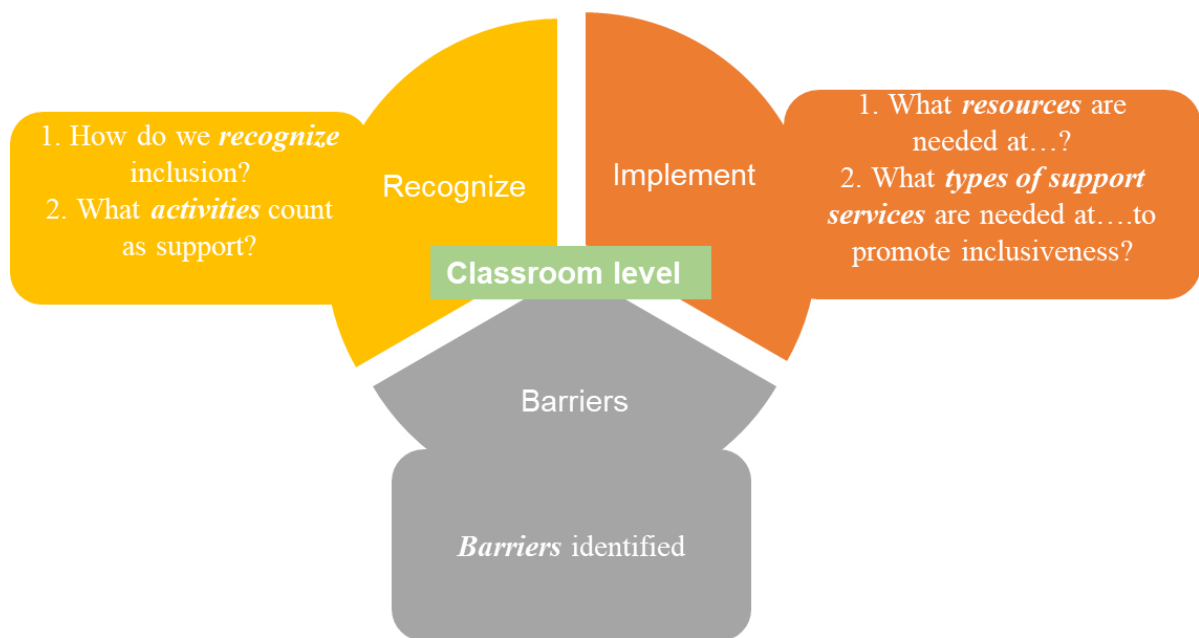 1. How do we recognize
inclusion?
2. What activities count
as support?
Recognize
Implement
1. What resources are
needed at…?
2. What types of support
services are needed at….to
promote inclusiveness?
Classroom level
Barriers
Barriers identified